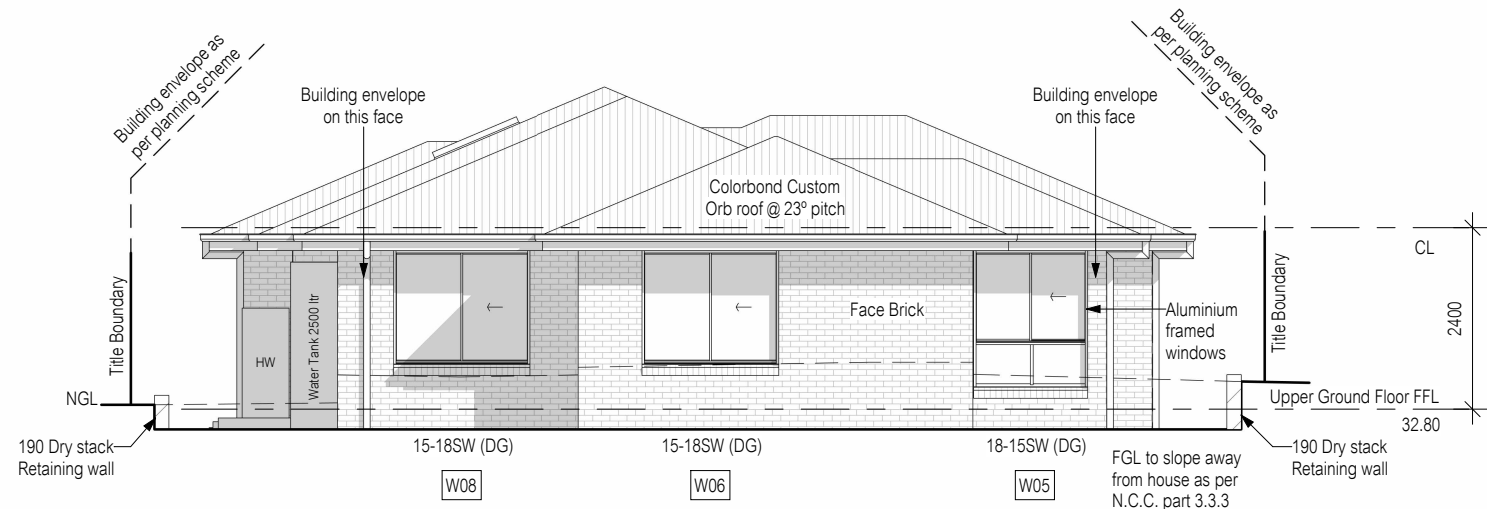 Building envelope as
per planning scheme
Building envelope
on this face
Building envelope
on this face
Building envelope as
per planning scheme
Colorbond Custom
Orb roof @ 23º pitch
CL
Title Boundary
HW
Water Tank 2500 ltr
Face Brick
Aluminium
framed
windows
Title Boundary
2400
NGL
Upper Ground Floor FFL
32.80
190 Dry stack
Retaining wall
15-18SW (DG)
W08
15-18SW (DG)
W06
18-15SW (DG)
W05
FGL to slope away
from house as per
N.C.C. part 3.3.3
190 Dry stack
Retaining wall